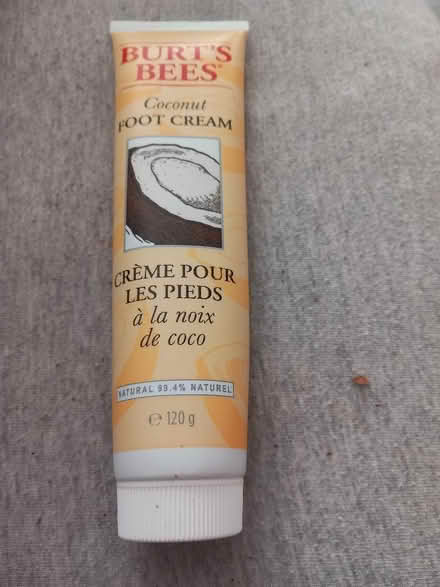 BURT'S
BEES®
Coconut
FOOT CREAM
CRÈME POUR
LES PIEDS
à la noix
de coco
NATURAL 99.4% NATUREL
℮ 120 g